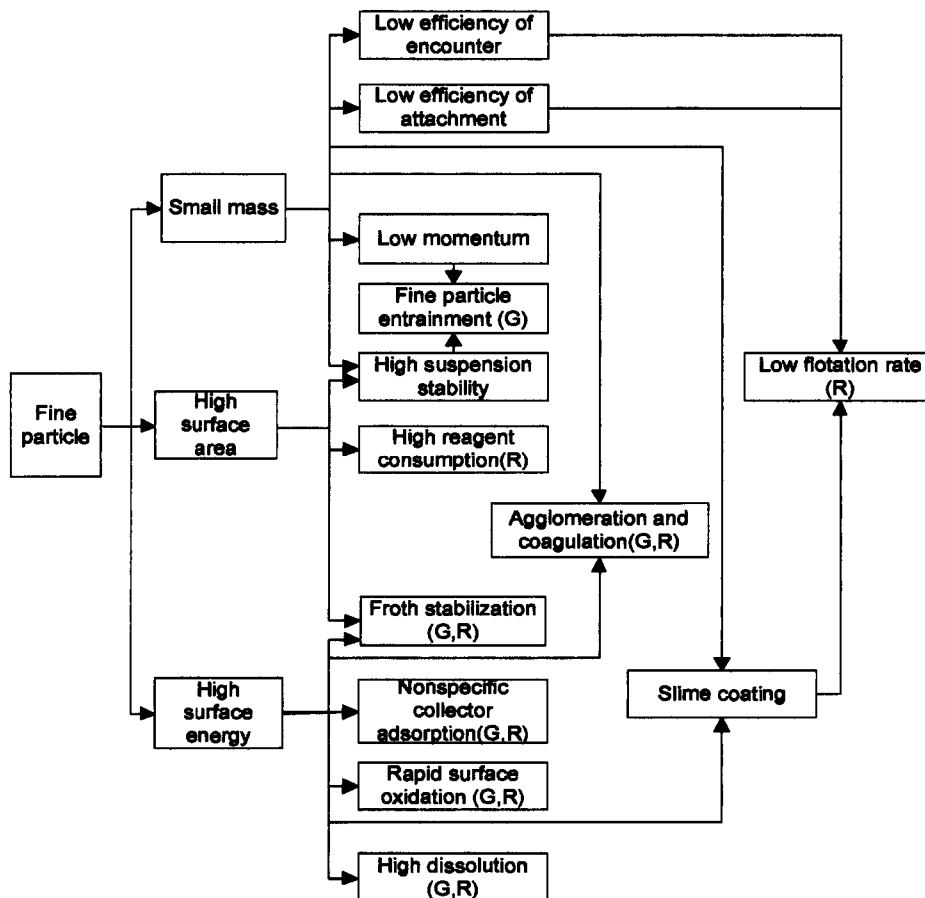 Low efficiency of
encounter
Low efficiency of
attachment
Small mass
Low momentum
Fine particle
entrainment (G)
High suspension
stability
Low flotation rate
(R)
Fine
particle
High
surface
area
High reagent
consumption(R)
Agglomeration and
coagulation(G,R)
Froth stabilization
(G,R)
High
surface
energy
Nonspecific
collector
adsorption(G,R)
Slime coating
Rapid surface
oxidation (G,R)
High dissolution
(G,R)